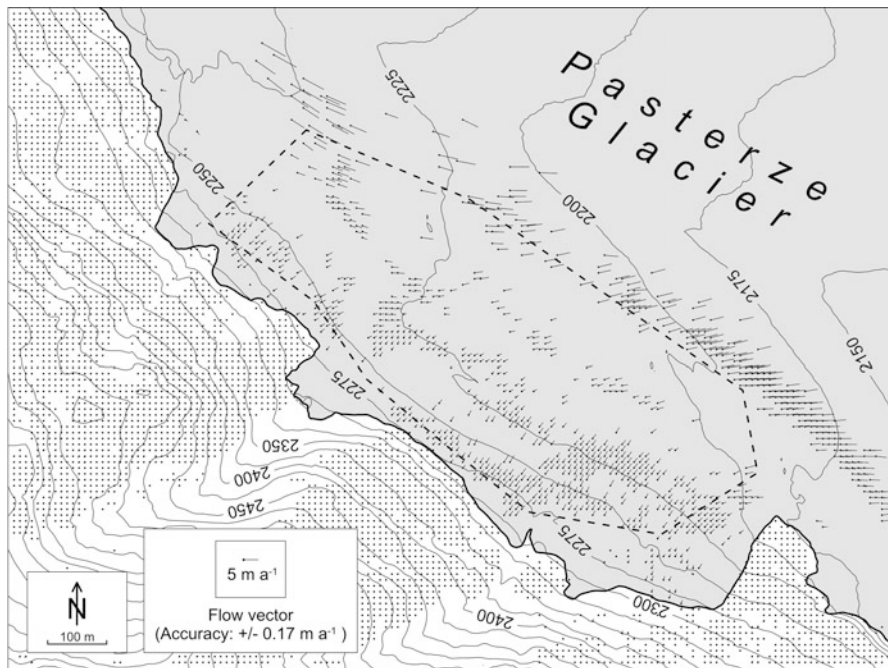 Pasterze
Glacier
2225
2250
2200
2175
2150
2275
2350
2400
2450
2275
2300
2400
5 m a⁻¹
Flow vector
(Accuracy: +/- 0.17 m a⁻¹ )
N
100 m